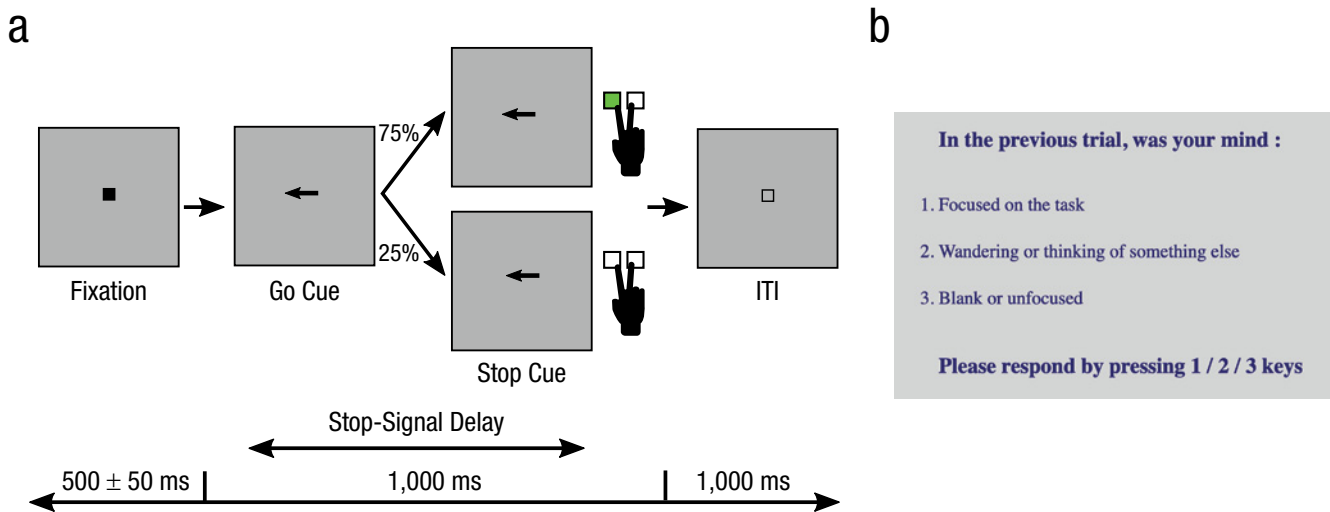 a
b
75%
25%
Fixation
Go Cue
Stop Cue
ITI
Stop-Signal Delay
500 ± 50 ms
1,000 ms
1,000 ms
In the previous trial, was your mind :
1. Focused on the task
2. Wandering or thinking of something else
3. Blank or unfocused
Please respond by pressing 1 / 2 / 3 keys